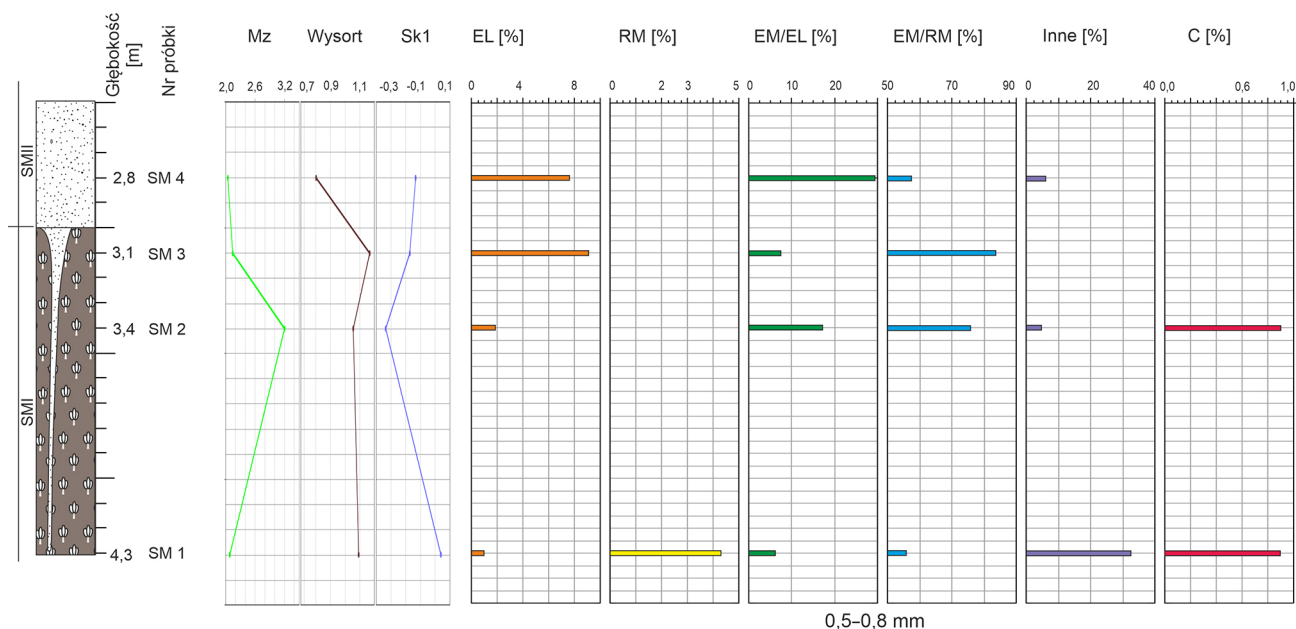 Głębokość [m]
Nr próbki
Mz
Wysort
Sk1
EL [%]
RM [%]
EM/EL [%]
EM/RM [%]
Inne [%]
C [%]
2,0 2,6 3,2
0,7 0,9 1,1
-0,3 -0,1 0,1
0 4 8
0 2 3 5
0 10 20
50 70 90
0 20 40
0,0 0,6 1,0
SMII
2,8 SM 4
3,1 SM 3
3,4 SM 2
SMI
4,3 SM 1
0,5–0,8 mm